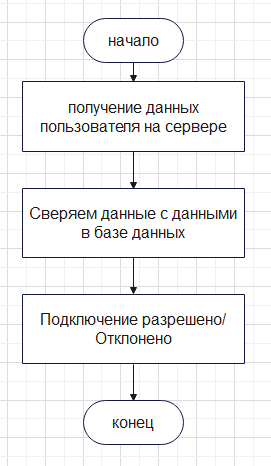 начало
получение данных
пользователя на сервере
Сверяем данные с данными
в базе данных
Подключение разрешено/
Отклонено
конец